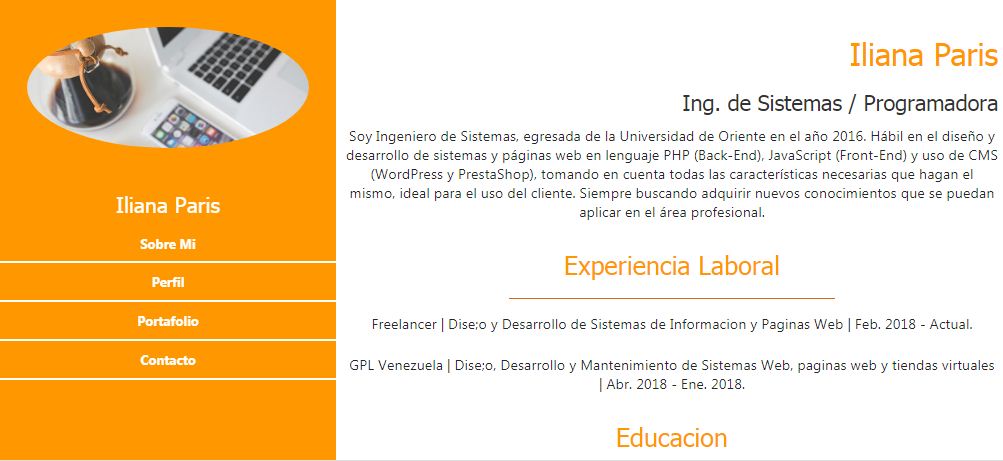 Iliana Paris
Sobre Mi
Perfil
Portafolio
Contacto
Iliana Paris
Ing. de Sistemas / Programadora
Soy Ingeniero de Sistemas, egresada de la Universidad de Oriente en el año 2016. Hábil en el diseño y
desarrollo de sistemas y páginas web en lenguaje PHP (Back-End), JavaScript (Front-End) y uso de CMS
(WordPress y PrestaShop), tomando en cuenta todas las características necesarias que hagan el
mismo, ideal para el uso del cliente. Siempre buscando adquirir nuevos conocimientos que se puedan
aplicar en el área profesional.
Experiencia Laboral
Freelancer | Dise;o y Desarrollo de Sistemas de Informacion y Paginas Web | Feb. 2018 - Actual.
GPL Venezuela | Dise;o, Desarrollo y Mantenimiento de Sistemas Web, paginas web y tiendas virtuales
| Abr. 2018 - Ene. 2018.
Educacion